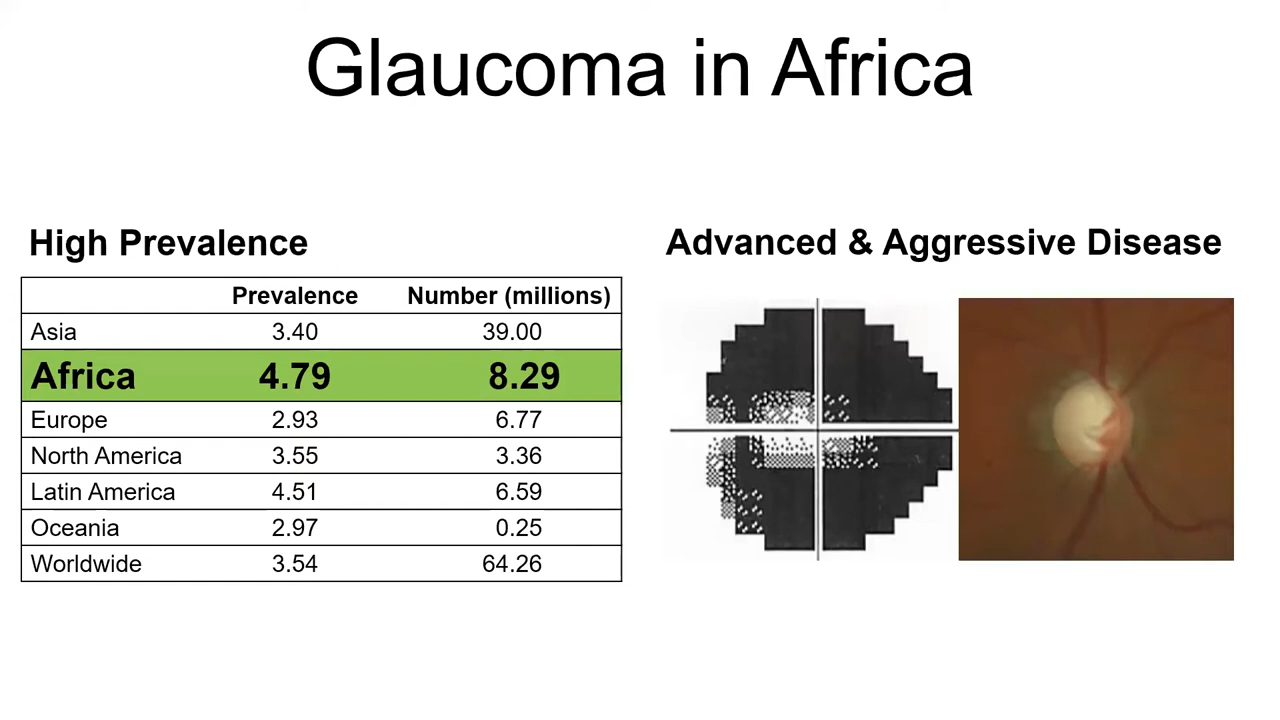 Glaucoma in Africa
High Prevalence
Prevalence Number (millions)
Asia 3.40 39.00
Africa 4.79 8.29
Europe 2.93 6.77
North America 3.55 3.36
Latin America 4.51 6.59
Oceania 2.97 0.25
Worldwide 3.54 64.26
Advanced & Aggressive Disease